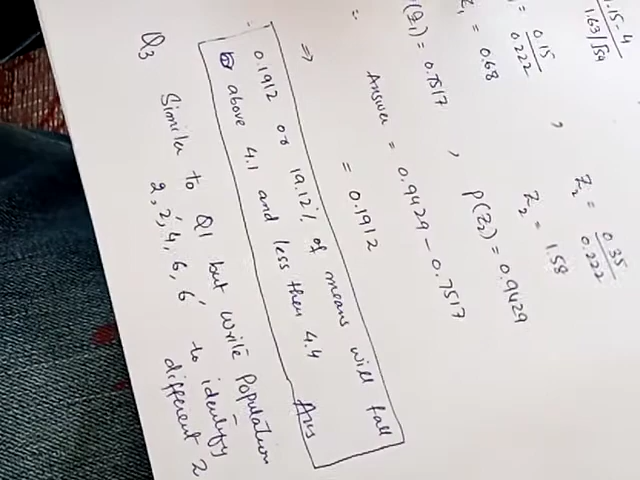 .15-4
1.63/√54
= 0.15
0.222
,
Z2 = 0.35
0.222
Z1 = 0.68
Z2 = 1.58
(Z1) = 0.7517 , P(Z2) = 0.9429
∴ Answer = 0.9429 - 0.7517
= 0.1912
⇒
0.1912 or 19.12% of means will fall
above 4.1 and less then 4.4 Ans
Q3 Similar to Q1 but write Population
2, 2', 4, 6, 6' to identify
different 2